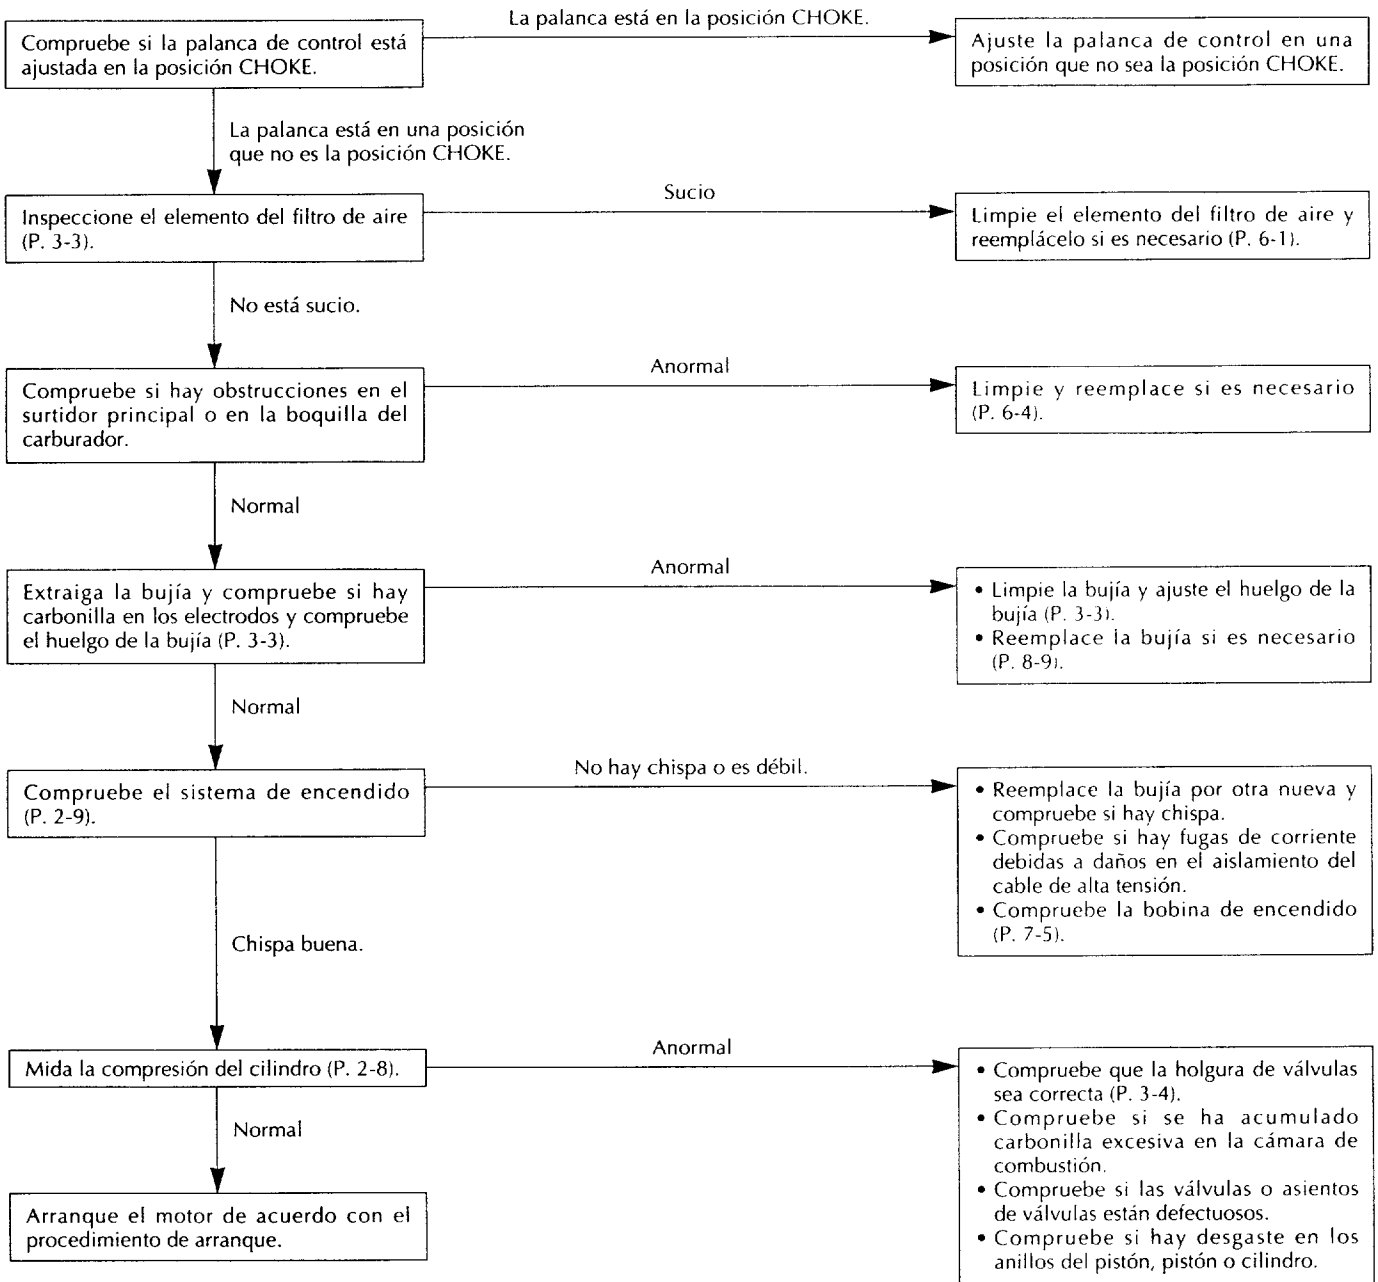 La palanca está en la posición CHOKE.
Compruebe si la palanca de control está
ajustada en la posición CHOKE.
Ajuste la palanca de control en una
posición que no sea la posición CHOKE.
La palanca está en una posición
que no es la posición CHOKE.
Inspeccione el elemento del filtro de aire
(P. 3-3).
Sucio
Limpie el elemento del filtro de aire y
reemplácelo si es necesario (P. 6-1).
No está sucio.
Compruebe si hay obstrucciones en el
surtidor principal o en la boquilla del
carburador.
Anormal
Limpie y reemplace si es necesario
(P. 6-4).
Normal
Extraiga la bujía y compruebe si hay
carbonilla en los electrodos y compruebe
el huelgo de la bujía (P. 3-3).
Anormal
• Limpie la bujía y ajuste el huelgo de la
bujía (P. 3-3).
• Reemplace la bujía si es necesario
(P. 8-9).
Normal
Compruebe el sistema de encendido
(P. 2-9).
No hay chispa o es débil.
• Reemplace la bujía por otra nueva y
compruebe si hay chispa.
• Compruebe si hay fugas de corriente
debidas a daños en el aislamiento del
cable de alta tensión.
• Compruebe la bobina de encendido
(P. 7-5).
Chispa buena.
Mida la compresión del cilindro (P. 2-8).
Anormal
• Compruebe que la holgura de válvulas
sea correcta (P. 3-4).
• Compruebe si se ha acumulado
carbonilla excesiva en la cámara de
combustión.
• Compruebe si las válvulas o asientos
de válvulas están defectuosos.
• Compruebe si hay desgaste en los
anillos del pistón, pistón o cilindro.
Normal
Arranque el motor de acuerdo con el
procedimiento de arranque.